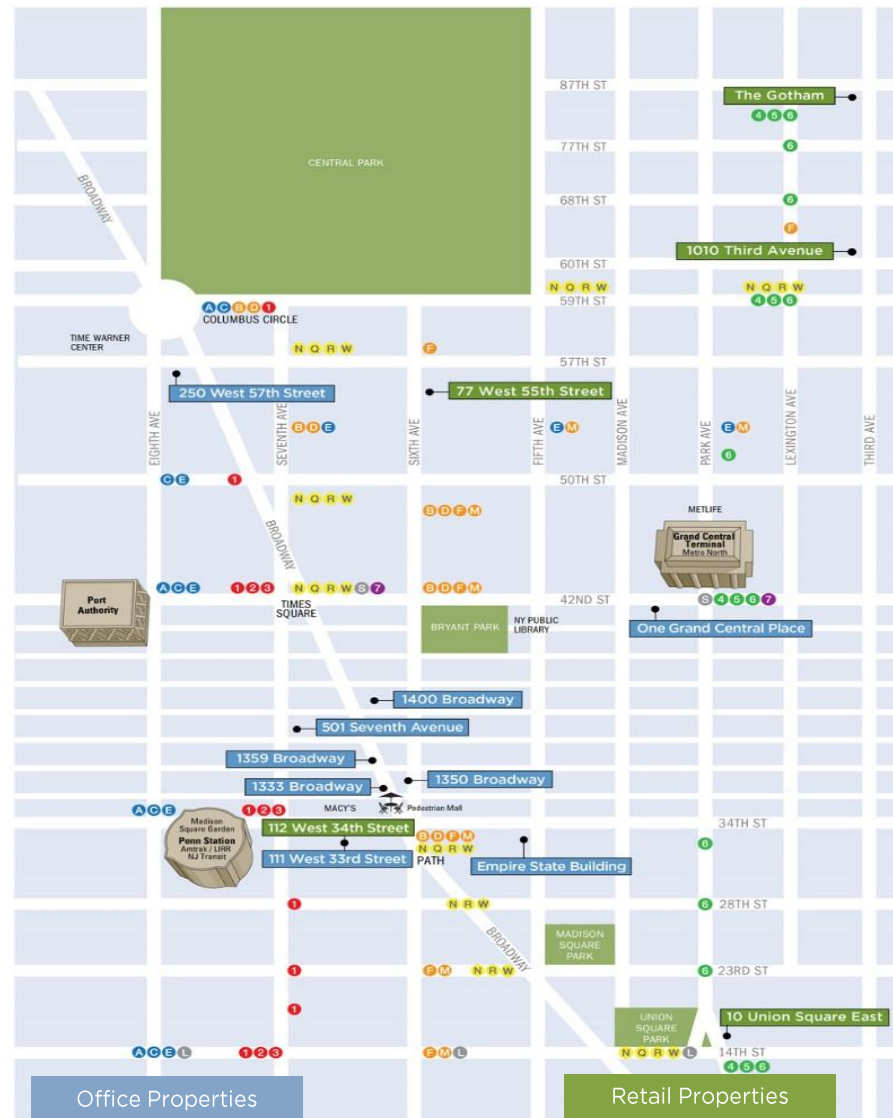 87TH ST
The Gotham
4 5 6
77TH ST
6
CENTRAL PARK
BROADWAY
68TH ST
6
F
1010 Third Avenue
60TH ST
N Q R W
N Q R W
A C B D 1
59TH ST
4 5 6
COLUMBUS CIRCLE
TIME WARNER
CENTER
N Q R W
F
57TH ST
250 West 57th Street
77 West 55th Street
EIGHTH AVE
SEVENTH AVE
SIXTH AVE
FIFTH AVE
MADISON AVE
PARK AVE
LEXINGTON AVE
THIRD AVE
B D E
E M
E M
6
C E
1
50TH ST
N Q R W
B D F M
BROADWAY
METLIFE
Grand Central
Terminal
Metro North
Port
Authority
A C E
1 2 3
N Q R W S 7
B D F M
42ND ST
S 4 5 6 7
TIMES
SQUARE
BRYANT PARK
NY PUBLIC
LIBRARY
One Grand Central Place
1400 Broadway
501 Seventh Avenue
1359 Broadway
1350 Broadway
1333 Broadway
A C E
1 2 3
MACY'S
Pedestrian Mall
Madison
Square Garden
Penn Station
Amtrak / LIRR
NJ Transit
112 West 34th Street
34TH ST
B D F M
N Q R W
6
111 West 33rd Street
PATH
Empire State Building
1
N R W
6
28TH ST
BROADWAY
MADISON
SQUARE
PARK
1
F M
N R W
6
23RD ST
1
UNION
SQUARE
PARK
10 Union Square East
A C E L
1 2 3
F M L
N Q R W L
14TH ST
4 5 6
Office Properties
Retail Properties